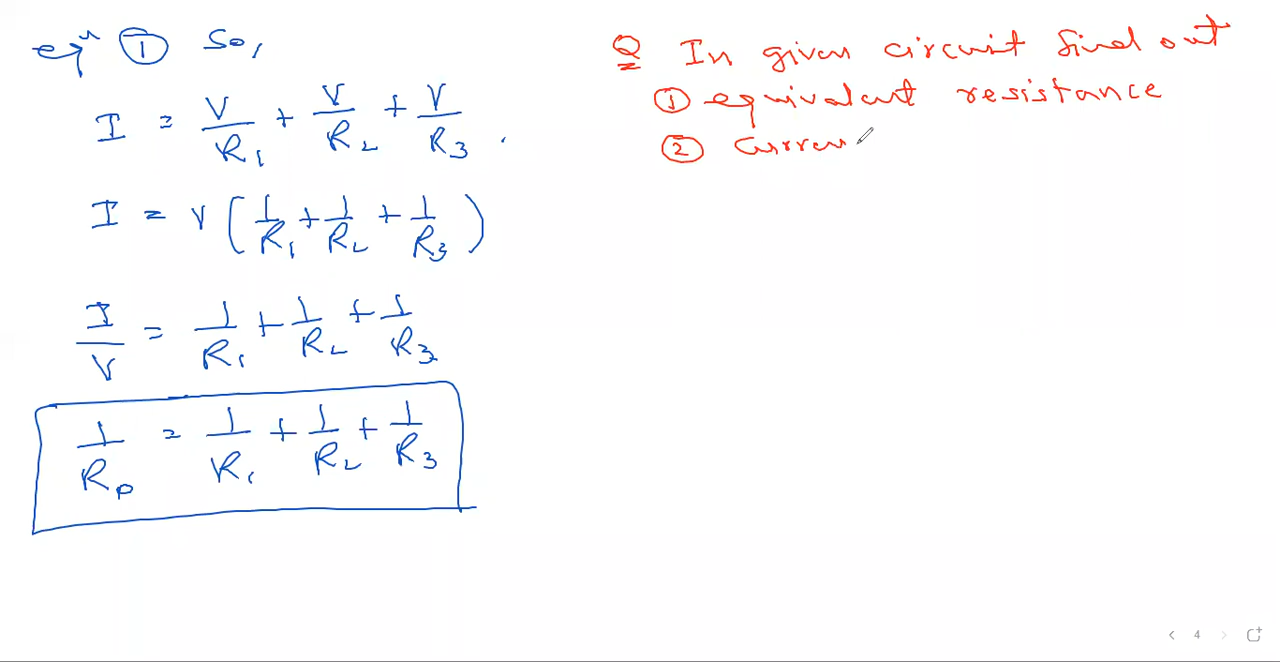 eqⁿ ① So,
I = V/R₁ + V/R₂ + V/R₃ .
I = V ( 1/R₁ + 1/R₂ + 1/R₃ )
I/V = 1/R₁ + 1/R₂ + 1/R₃
1/Rp = 1/R₁ + 1/R₂ + 1/R₃
Q In given circuit find out
① equivalent resistance
② curren
4